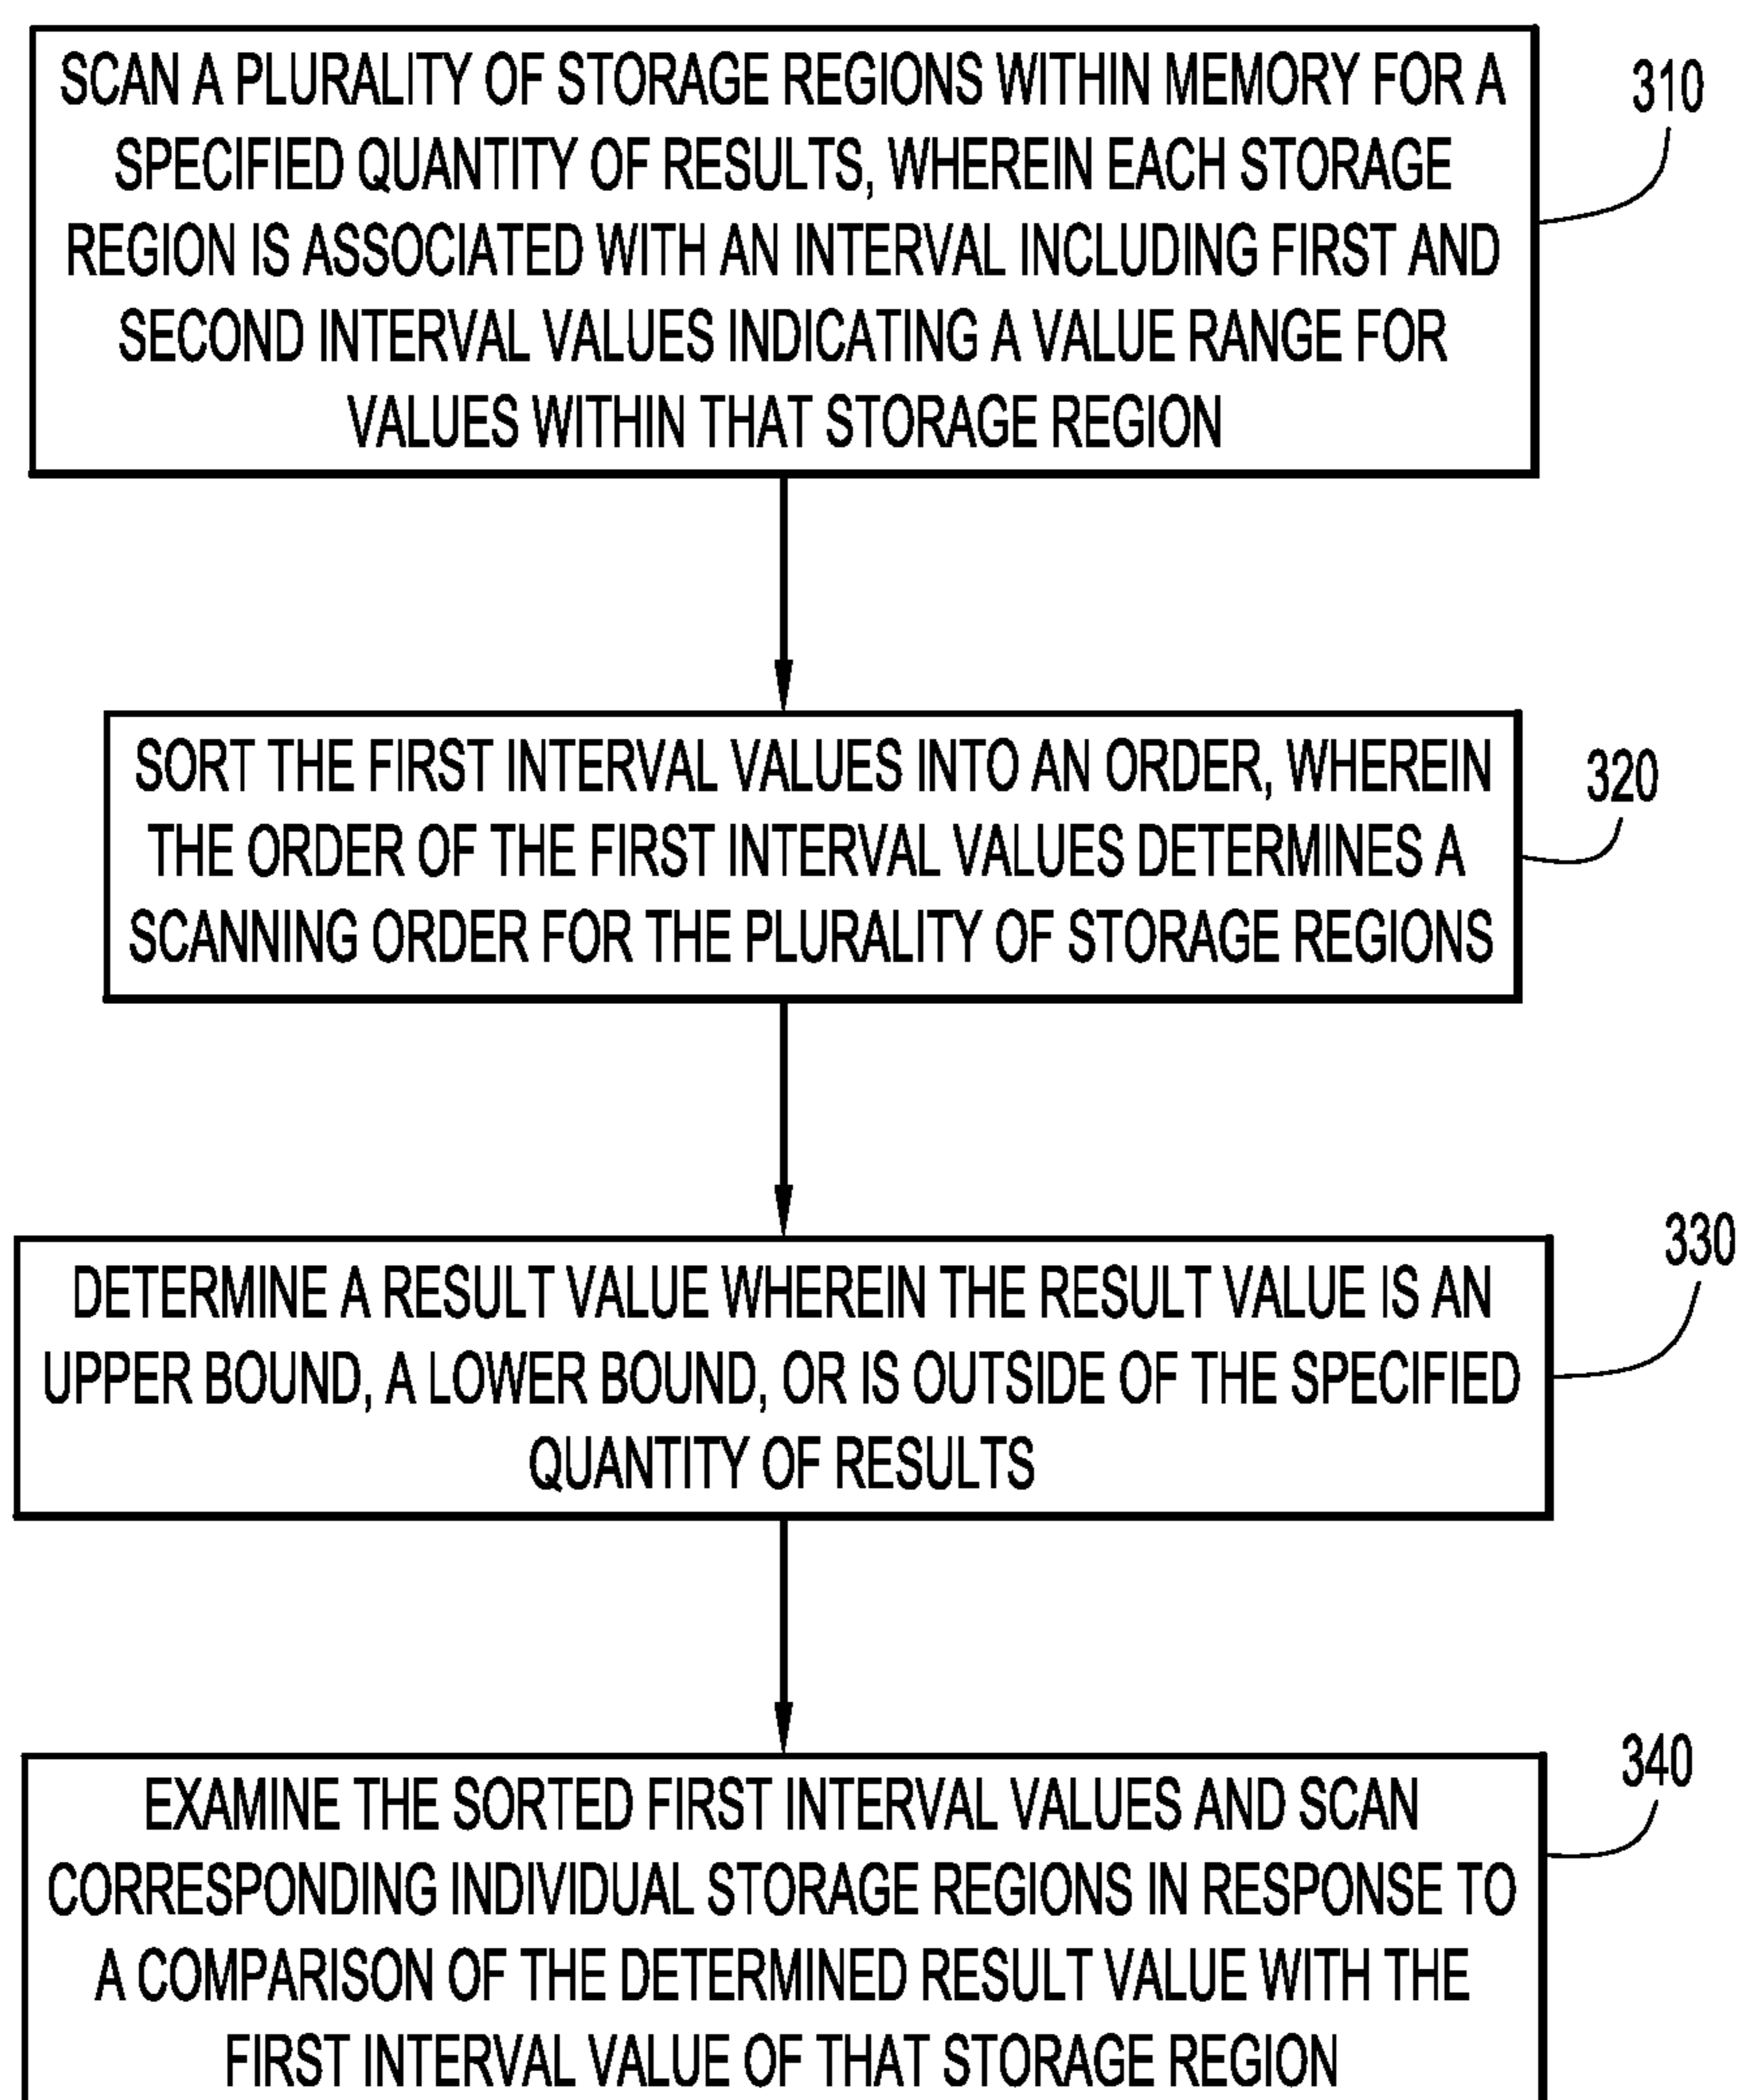 SCAN A PLURALITY OF STORAGE REGIONS WITHIN MEMORY FOR A
SPECIFIED QUANTITY OF RESULTS, WHEREIN EACH STORAGE
REGION IS ASSOCIATED WITH AN INTERVAL INCLUDING FIRST AND
SECOND INTERVAL VALUES INDICATING A VALUE RANGE FOR
VALUES WITHIN THAT STORAGE REGION
310
SORT THE FIRST INTERVAL VALUES INTO AN ORDER, WHEREIN
THE ORDER OF THE FIRST INTERVAL VALUES DETERMINES A
SCANNING ORDER FOR THE PLURALITY OF STORAGE REGIONS
320
DETERMINE A RESULT VALUE WHEREIN THE RESULT VALUE IS AN
UPPER BOUND, A LOWER BOUND, OR IS OUTSIDE OF THE SPECIFIED
QUANTITY OF RESULTS
330
EXAMINE THE SORTED FIRST INTERVAL VALUES AND SCAN
CORRESPONDING INDIVIDUAL STORAGE REGIONS IN RESPONSE TO
A COMPARISON OF THE DETERMINED RESULT VALUE WITH THE
FIRST INTERVAL VALUE OF THAT STORAGE REGION
340